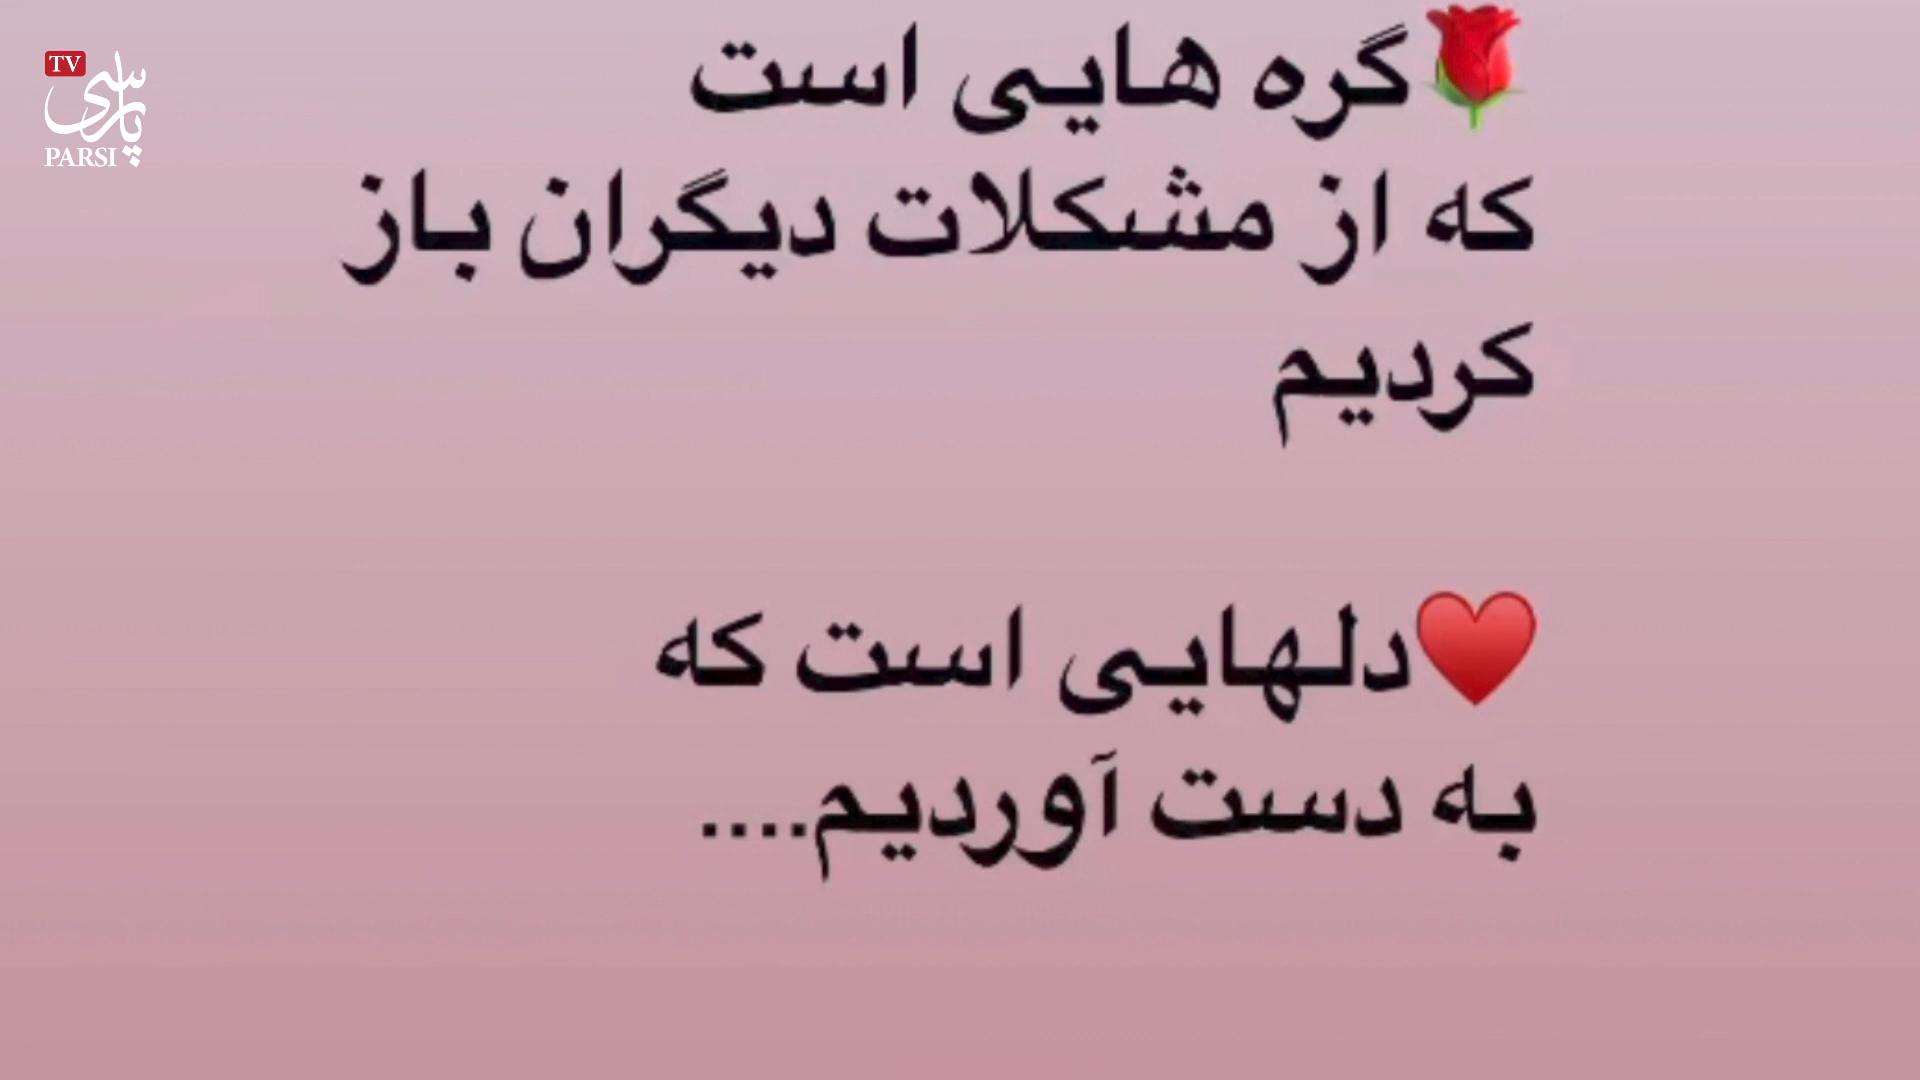 TV
پارسی
PARSI
🌹گره هایی است
که از مشکلات دیگران باز
کردیم
♥️دلهایی است که
به دست آوردیم....